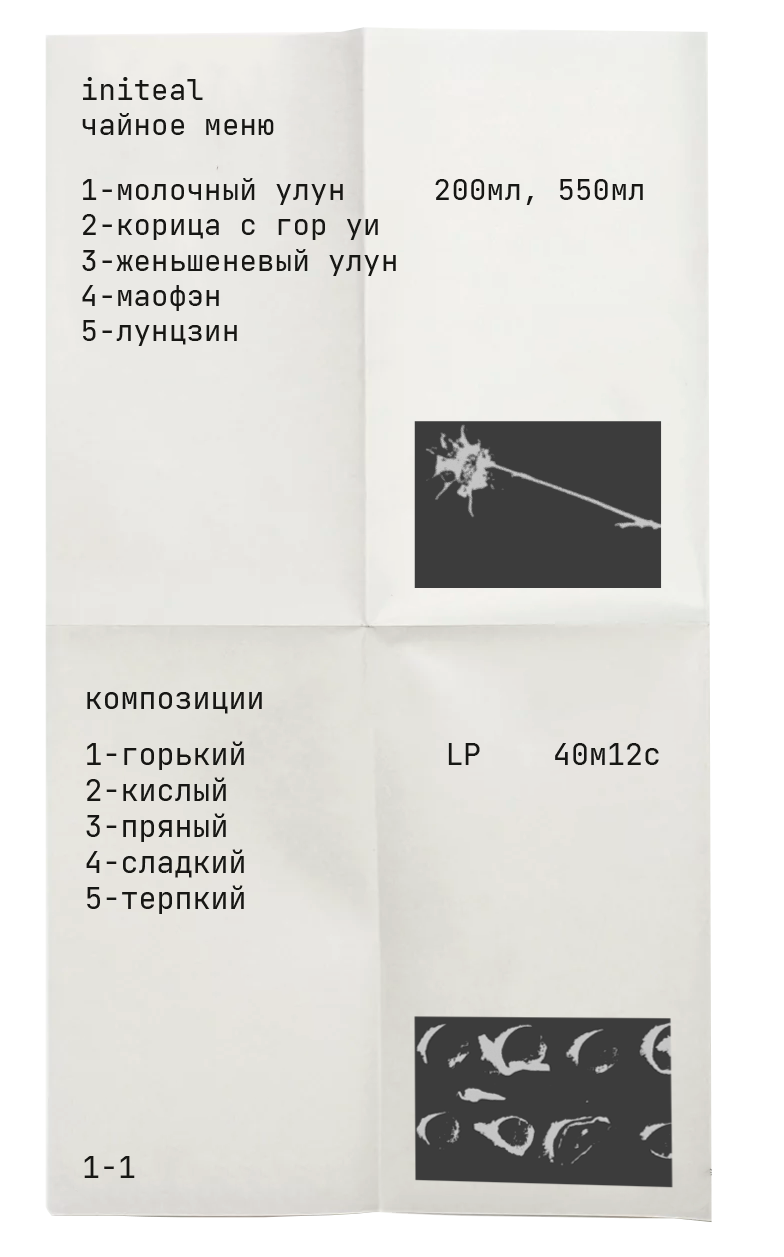 initeal
чайное меню
1-молочный улун 200мл, 550мл
2-корица с гор уи
3-женьшеневый улун
4-маофэн
5-лунцзин
композиции
1-горький LP 40м12с
2-кислый
3-пряный
4-сладкий
5-терпкий
1-1